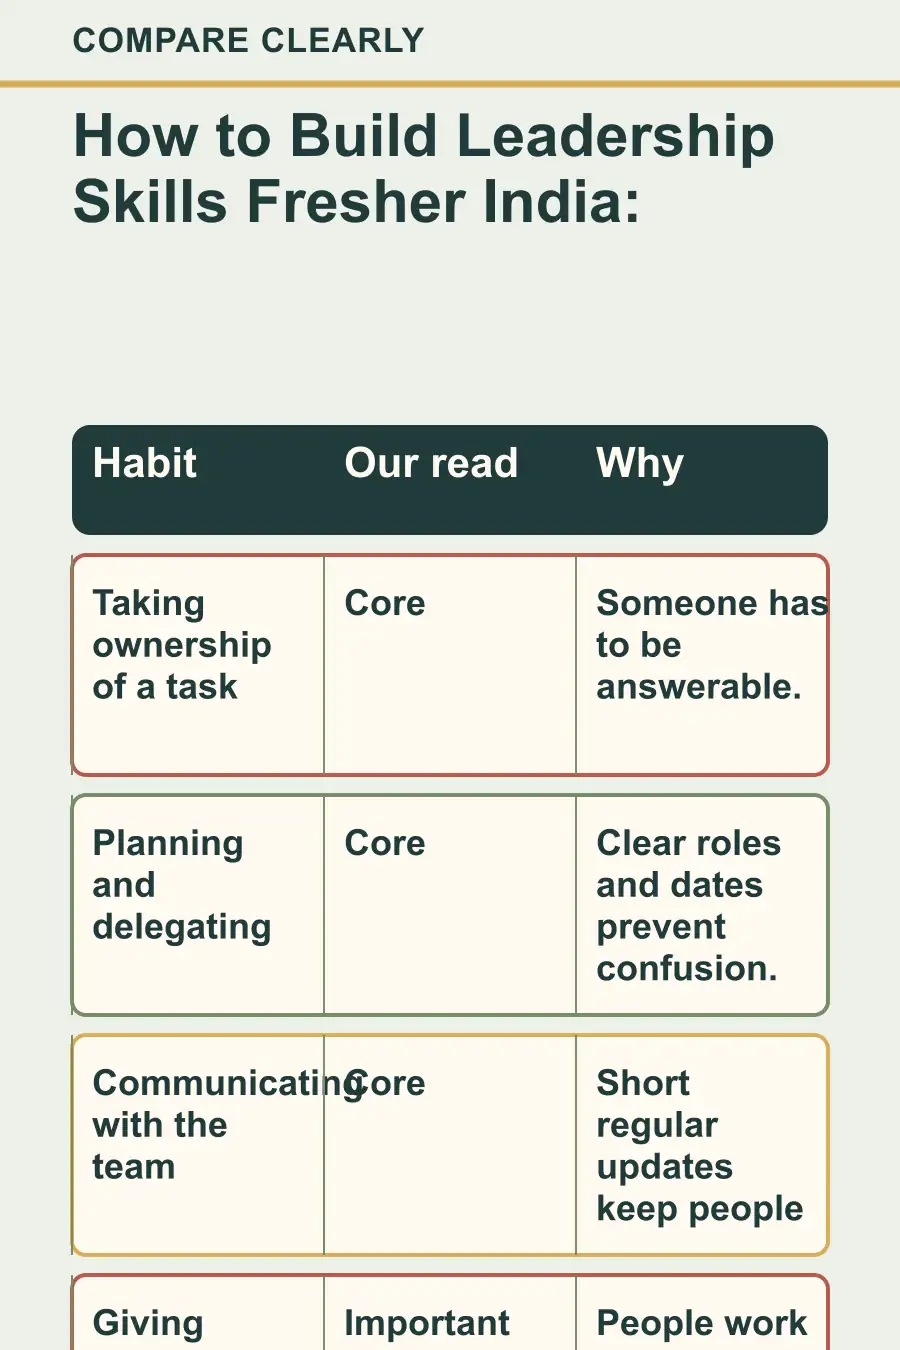 COMPARE CLEARLY
How to Build Leadership
Skills Fresher India:
Habit
Our read
Why
Taking
ownership
of a task
Core
Someone has
to be
answerable.
Planning
and
delegating
Core
Clear roles
and dates
prevent
confusion.
Communicating
with the
team
Core
Short
regular
updates
keep people
Giving
Important
People work